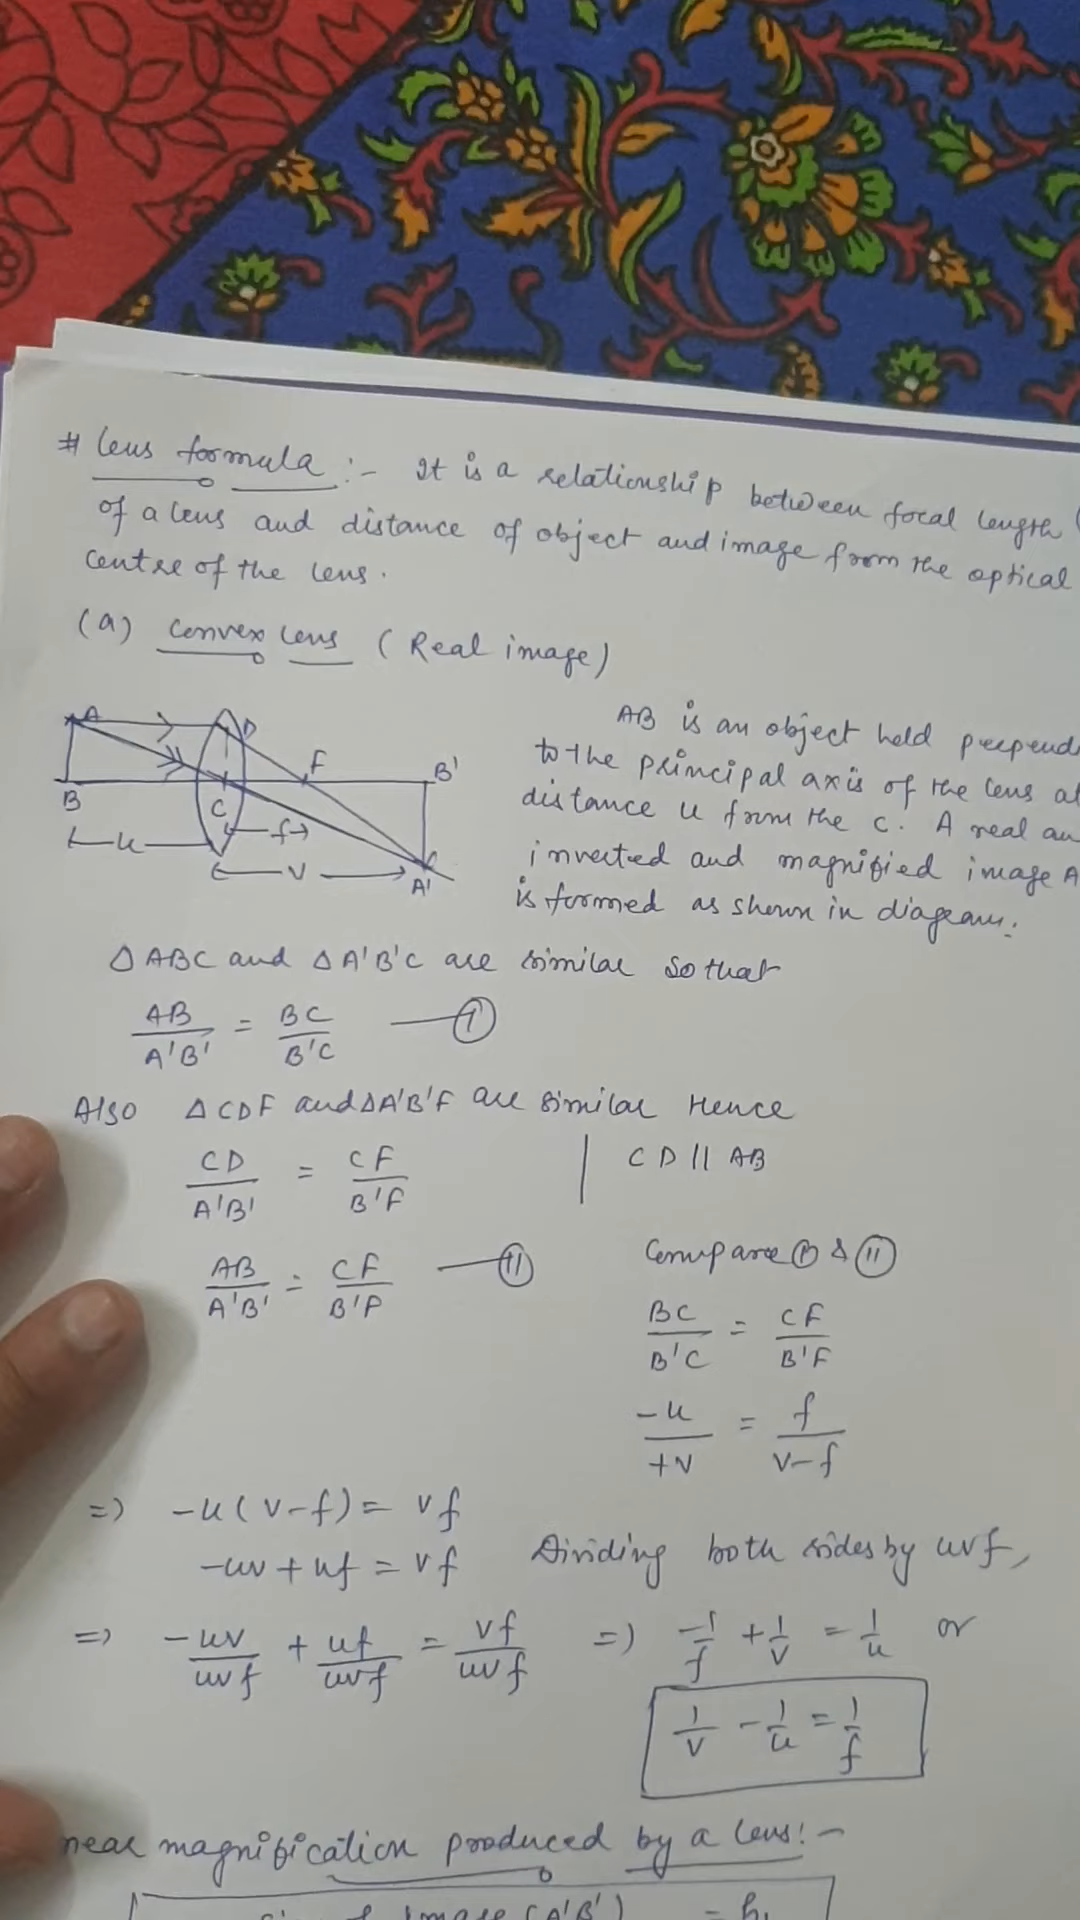 # Lens formula :- It is a relationship between focal length (
of a lens and distance of object and image from the optical
centre of the lens.
(a) Convex lens (Real image)
A
D
F
B'
B
C
u
f
v
A'
AB is an object held perpend
to the principal axis of the lens at
distance u from the C. A real an
inverted and magnified image A
is formed as shown in diagram.
Δ ABC and Δ A'B'C are similar so that
AB/A'B' = BC/B'C — (I)
Also Δ CDF and Δ A'B'F are similar Hence
CD/A'B' = CF/B'F | CD || AB
AB/A'B' = CF/B'F — (II)
Compare (I) & (II)
BC/B'C = CF/B'F
-u/+v = f/v-f
=) -u(v-f) = vf
-uv + uf = vf Dividing both sides by uvf,
=) -uv/uvf + uf/uvf = vf/uvf =) -1/f + 1/v = 1/u or
1/v - 1/u = 1/f
near magnification produced by a lens:-
image (A'B') = h